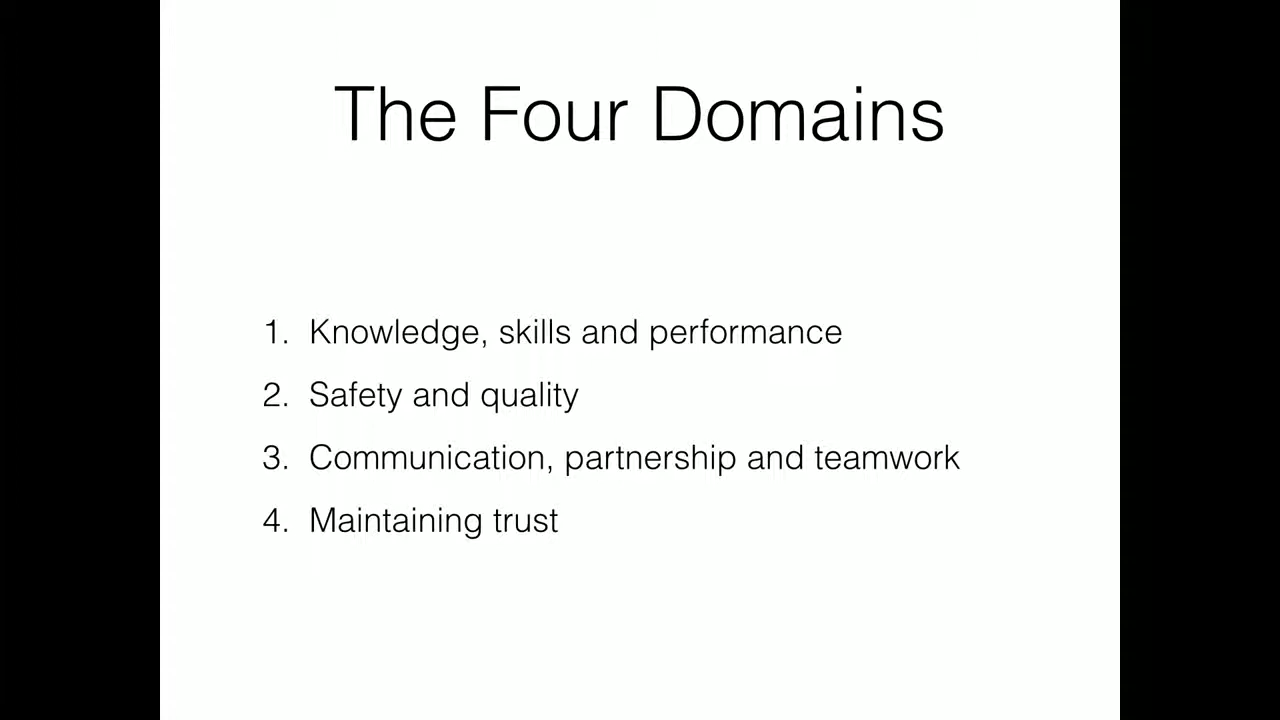 The Four Domains
1. Knowledge, skills and performance
2. Safety and quality
3. Communication, partnership and teamwork
4. Maintaining trust